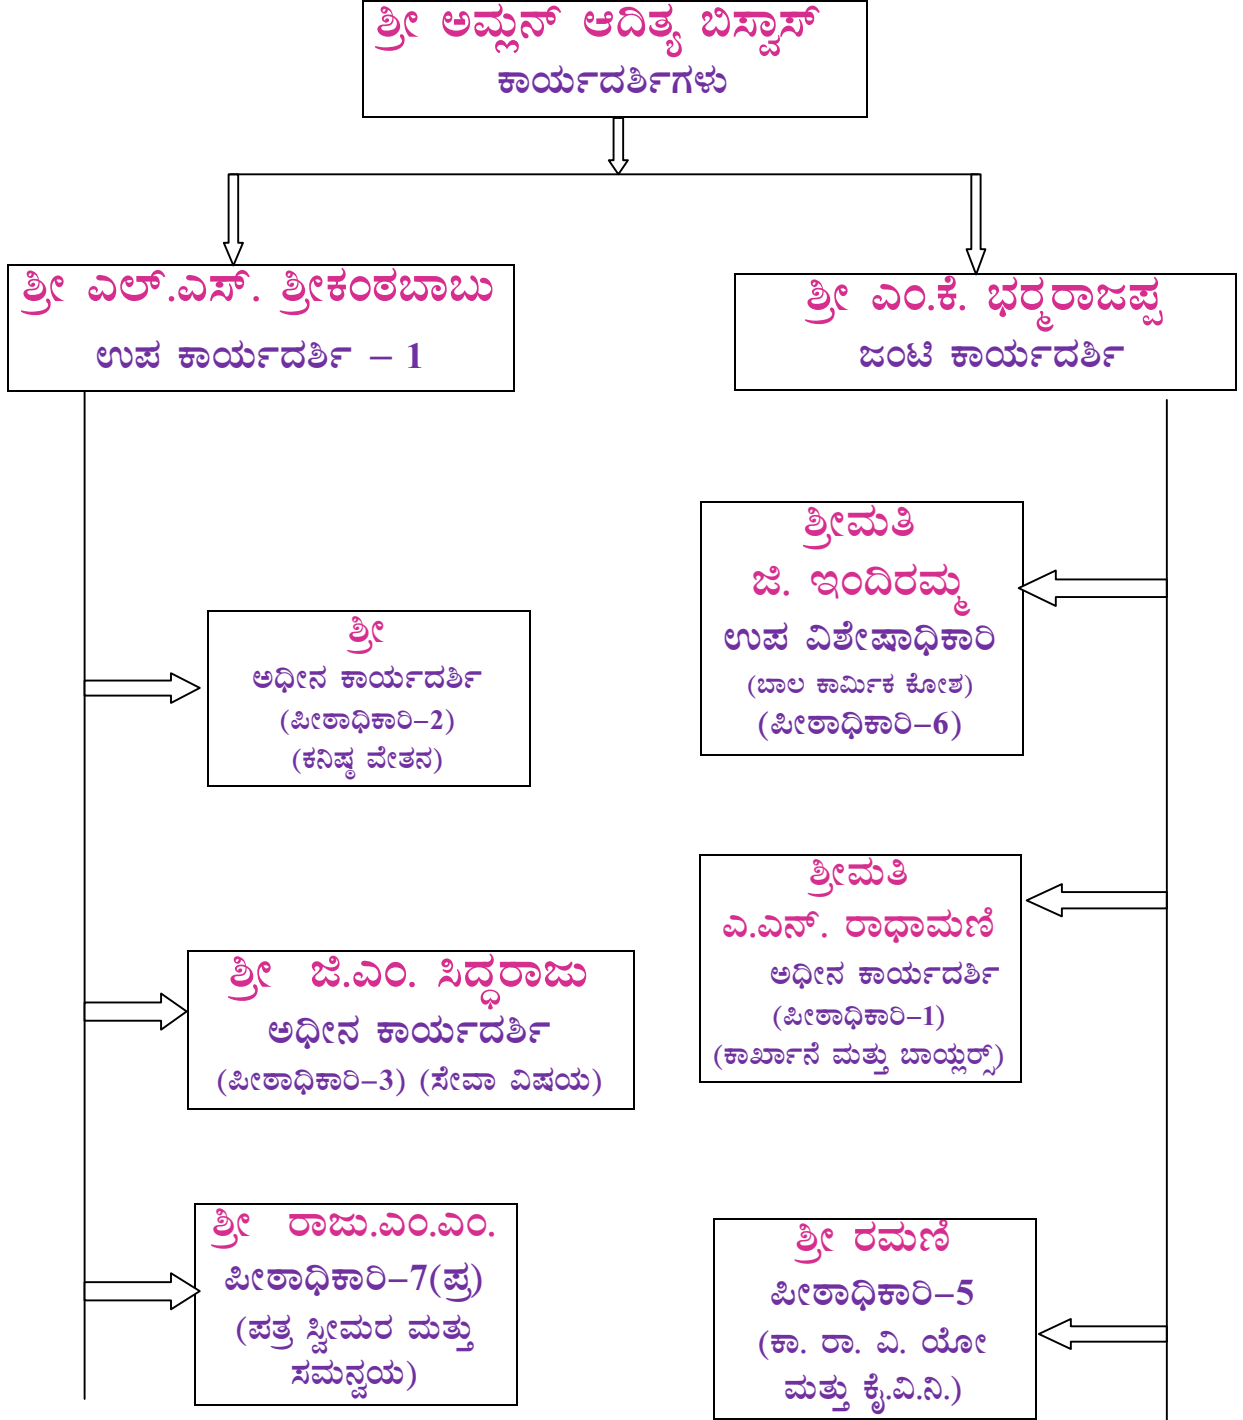 ಶ್ರೀ ಅಮ್ಲನ್ ಆದಿತ್ಯ ಬಿಸ್ವಾಸ್
ಕಾರ್ಯದರ್ಶಿಗಳು
ಶ್ರೀ ಎಲ್.ಎಸ್. ಶ್ರೀಕಂಠಬಾಬು
ಉಪ ಕಾರ್ಯದರ್ಶಿ – 1
ಶ್ರೀ ಎಂ.ಕೆ. ಭರ‍್ಮರಾಜಪ್ಪ
ಜಂಟಿ ಕಾರ್ಯದರ್ಶಿ
ಶ್ರೀ
ಅಧೀನ ಕಾರ್ಯದರ್ಶಿ
(ಪೀಠಾಧಿಕಾರಿ–2)
(ಕನಿಷ್ಠ ವೇತನ)
ಶ್ರೀ ಜಿ.ಎಂ. ಸಿದ್ಧರಾಜು
ಅಧೀನ ಕಾರ್ಯದರ್ಶಿ
(ಪೀಠಾಧಿಕಾರಿ–3) (ಸೇವಾ ವಿಷಯ)
ಶ್ರೀ ರಾಜು.ಎಂ.ಎಂ.
ಪೀಠಾಧಿಕಾರಿ–7(ಪ್ರ)
(ಪತ್ರ ಸ್ವೀಮರ ಮತ್ತು
ಸಮನ್ವಯ)
ಶ್ರೀಮತಿ
ಜಿ. ಇಂದಿರಮ್ಮ
ಉಪ ವಿಶೇಷಾಧಿಕಾರಿ
(ಬಾಲ ಕಾರ್ಮಿಕ ಕೋಶ)
(ಪೀಠಾಧಿಕಾರಿ–6)
ಶ್ರೀಮತಿ
ಎ.ಎನ್. ರಾಧಾಮಣಿ
ಅಧೀನ ಕಾರ್ಯದರ್ಶಿ
(ಪೀಠಾಧಿಕಾರಿ–1)
(ಕಾರ್ಖಾನೆ ಮತ್ತು ಬಾಯ್ಲರ‍್ಸ್)
ಶ್ರೀ ರಮಣಿ
ಪೀಠಾಧಿಕಾರಿ–5
(ಕಾ. ರಾ. ವಿ. ಯೋ
ಮತ್ತು ಕೈ.ವಿ.ನಿ.)